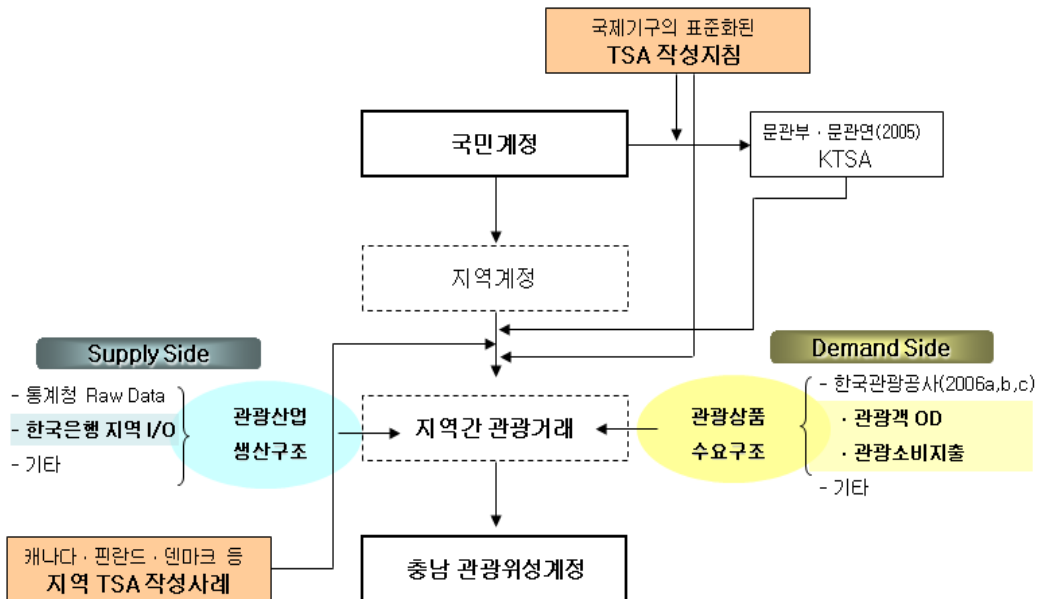 국제기구의 표준화된
TSA 작성지침
국민계정
문관부 · 문관연(2005)
KTSA
지역계정
Supply Side
Demand Side
- 통계청 Raw Data
- 한국은행 지역 I/O
- 기타
관광산업
생산구조
지역간 관광거래
관광상품
수요구조
- 한국관광공사(2006a,b,c)
· 관광객 OD
· 관광소비지출
- 기타
캐나다 · 핀란드 · 덴마크 등
지역 TSA 작성사례
충남 관광위성계정